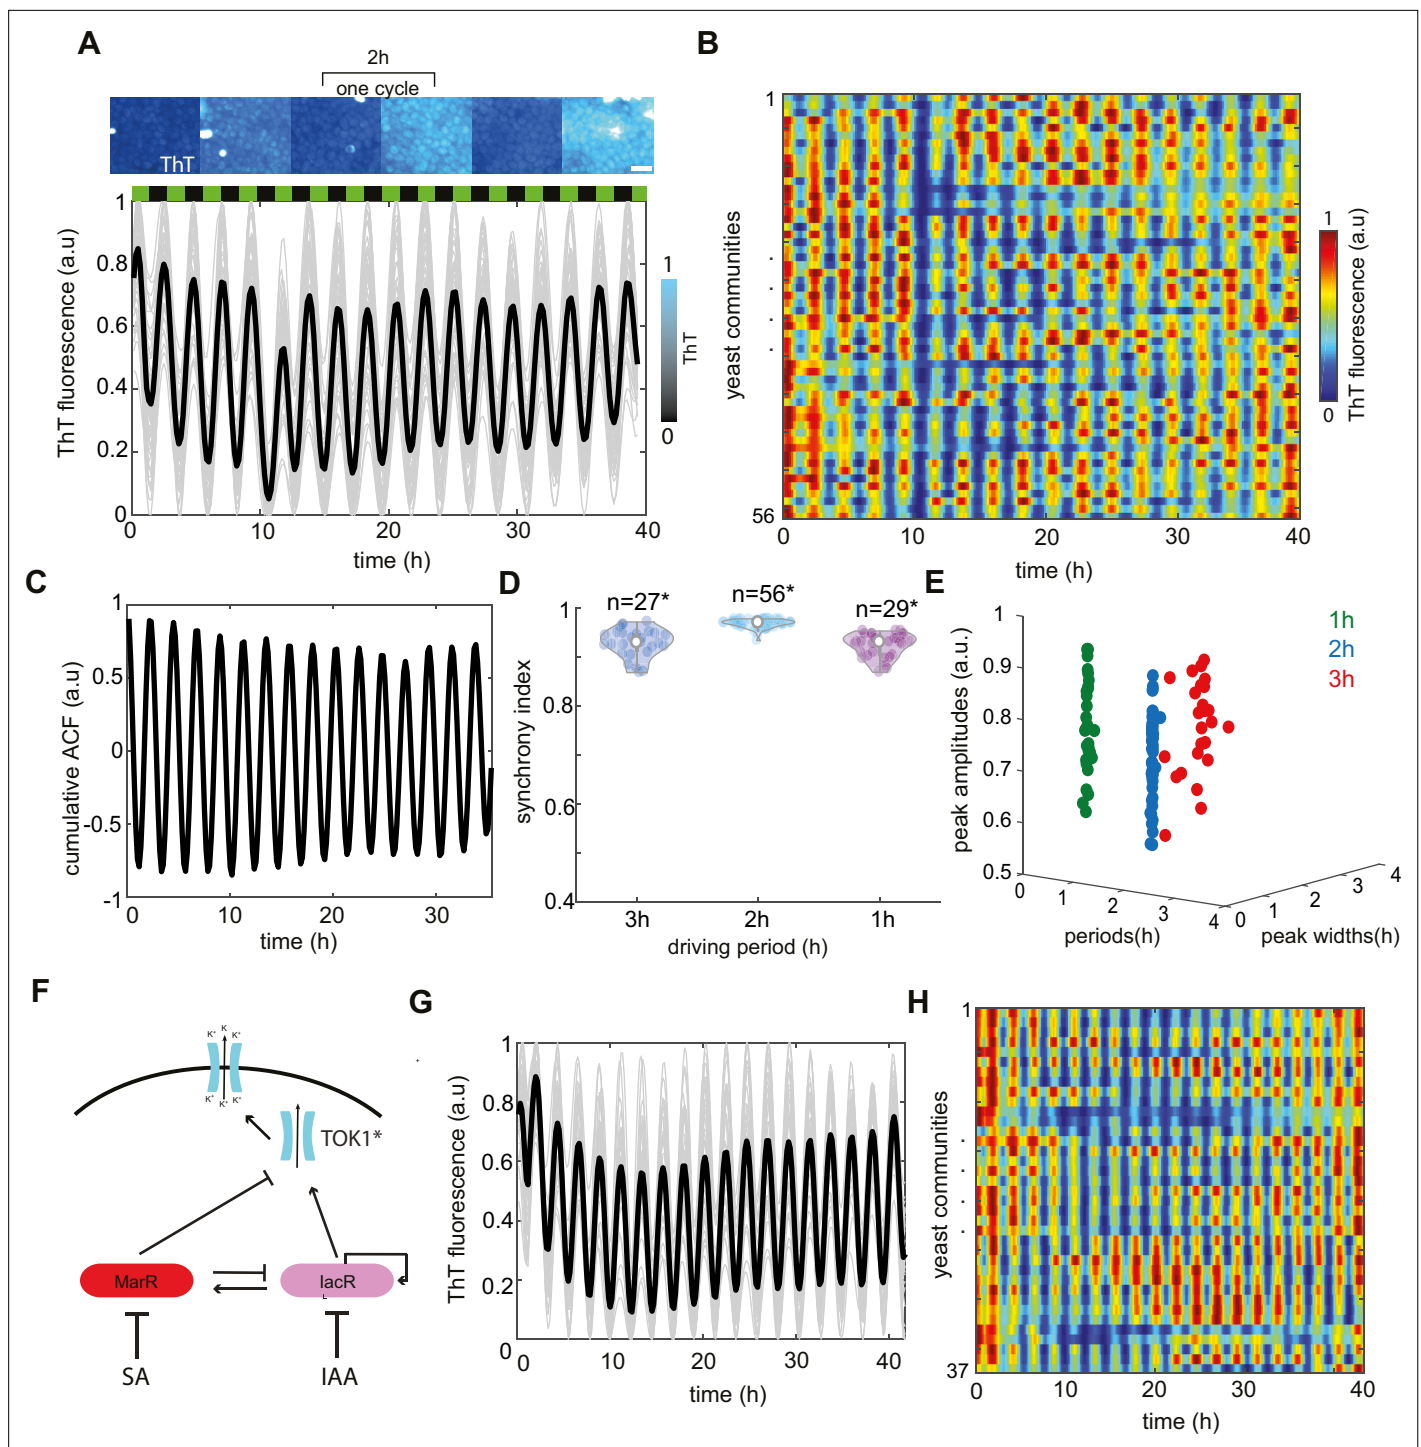 A
2h
one cycle
ThT
1
0.8
0.6
0.4
0.2
0
ThT fluorescence (a.u)
0
10
20
30
40
time (h)
1
ThT
0
B
1
yeast communities
.
.
.
.
56
0
10
20
30
40
time (h)
1
0
ThT fluorescence (a.u)
C
1
0.5
0
-0.5
-1
cumulative ACF (a.u)
0
10
20
30
time (h)
D
n=27*
n=56*
n=29*
1
0.8
0.6
0.4
synchrony index
3h
2h
1h
driving period (h)
E
1h
2h
3h
1
0.9
0.8
0.7
0.6
0.5
peak amplitudes (a.u.)
0
1
2
3
4
periods(h)
0
1
2
3
4
peak widths(h)
F
K⁺ K K⁺
K⁺ K⁺ K⁺
+
TOK1*
MarR
IacR
L
SA
IAA
G
1
0.8
0.6
0.4
0.2
0
ThT fluorescence (a.u)
0
10
20
30
40
time (h)
H
1
yeast communities
.
.
.
.
37
0
10
20
30
40
time (h)